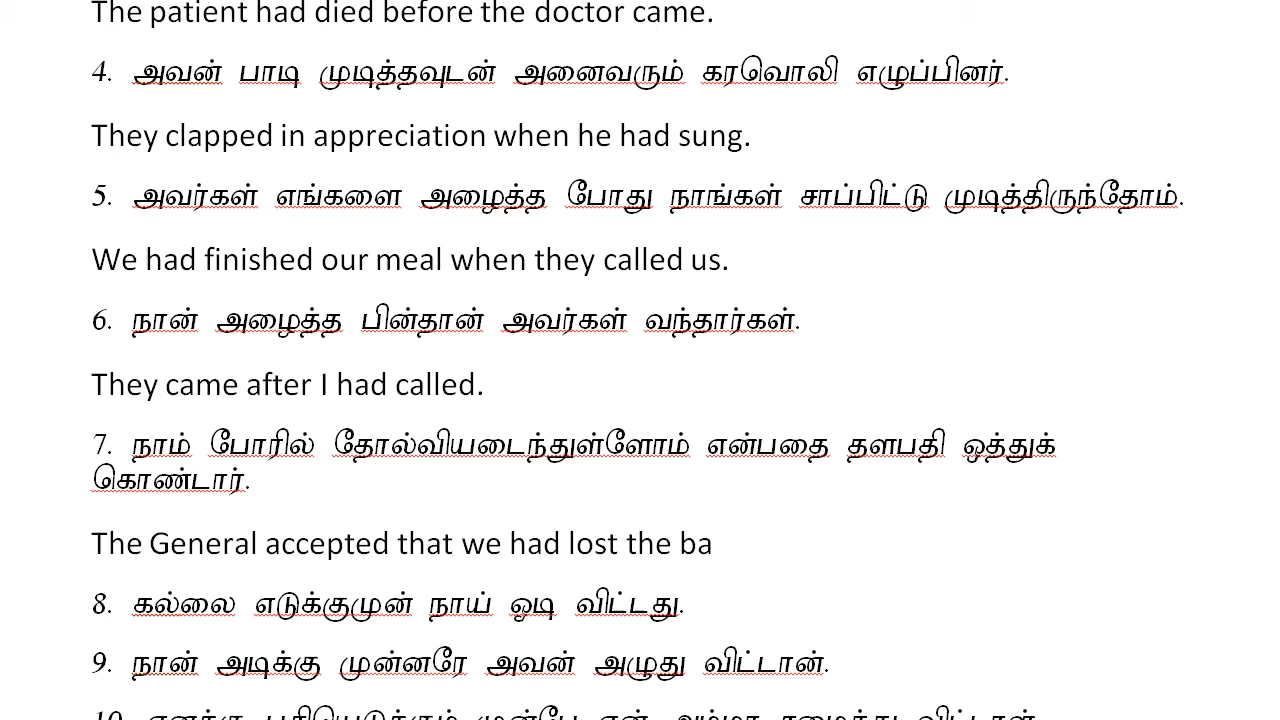 The patient had died before the doctor came.
4. அவன் பாடி முடித்தவுடன் அனைவரும் கரவொலி எழுப்பினர்.
They clapped in appreciation when he had sung.
5. அவர்கள் எங்களை அழைத்த போது நாங்கள் சாப்பிட்டு முடித்திருந்தோம்.
We had finished our meal when they called us.
6. நான் அழைத்த பின்தான் அவர்கள் வந்தார்கள்.
They came after I had called.
7. நாம் போரில் தோல்வியடைந்துள்ளோம் என்பதை தளபதி ஒத்துக்
கொண்டார்.
The General accepted that we had lost the ba
8. கல்லை எடுக்குமுன் நாய் ஓடி விட்டது.
9. நான் அடிக்கு முன்னரே அவன் அழுது விட்டான்.
10. எனக்கு முன்பே என் அம்மா